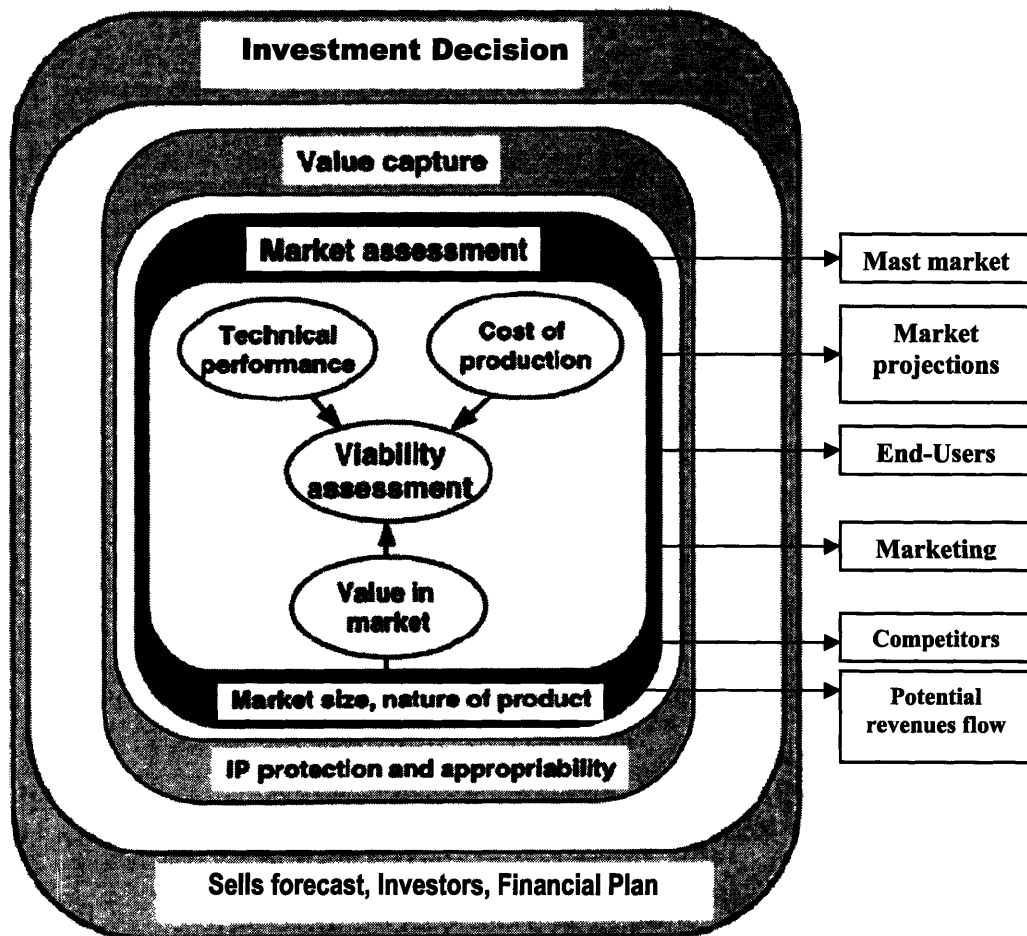 Investment Decision
Value capture
Market assessment
Technical
performance
Cost of
production
Viability
assessment
Value in
market
Market size, nature of product
IP protection and appropriability
Sells forecast, Investors, Financial Plan
Mast market
Market
projections
End-Users
Marketing
Competitors
Potential
revenues flow